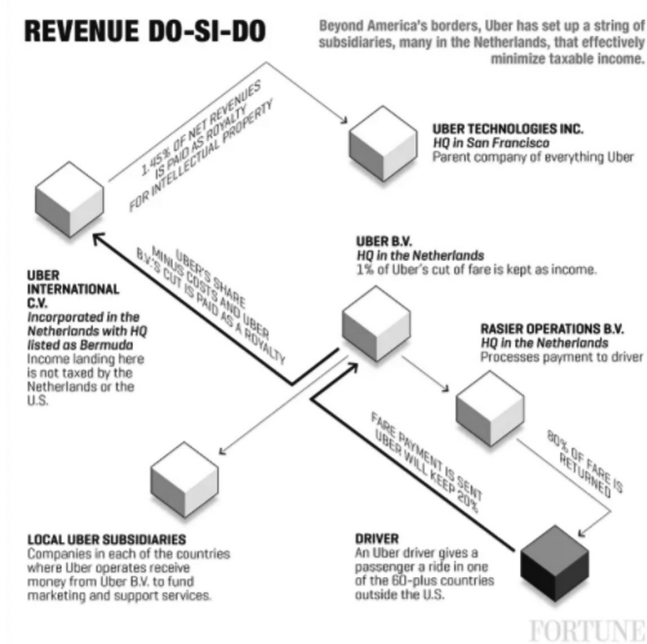 REVENUE DO-SI-DO
Beyond America's borders, Uber has set up a string of
subsidiaries, many in the Netherlands, that effectively
minimize taxable income.
1.45% OF NET REVENUES
IS PAID AS ROYALTY
FOR INTELLECTUAL PROPERTY
UBER TECHNOLOGIES INC.
HQ in San Francisco
Parent company of everything Uber
UBER
INTERNATIONAL
C.V.
Incorporated in the
Netherlands with HQ
listed as Bermuda
Income landing here
is not taxed by the
Netherlands or the
U.S.
UBER'S SHARE
MINUS COSTS AND UBER
B.V.'S CUT IS PAID AS A ROYALTY
UBER B.V.
HQ in the Netherlands
1% of Uber's cut of fare is kept as income.
RASIER OPERATIONS B.V.
HQ in the Netherlands
Processes payment to driver
FARE PAYMENT IS SENT
UBER WILL KEEP 20%
80% OF FARE IS
RETURNED
LOCAL UBER SUBSIDIARIES
Companies in each of the countries
where Uber operates receive
money from Uber B.V. to fund
marketing and support services.
DRIVER
An Uber driver gives a
passenger a ride in one
of the 60-plus countries
outside the U.S.
FORTUNE